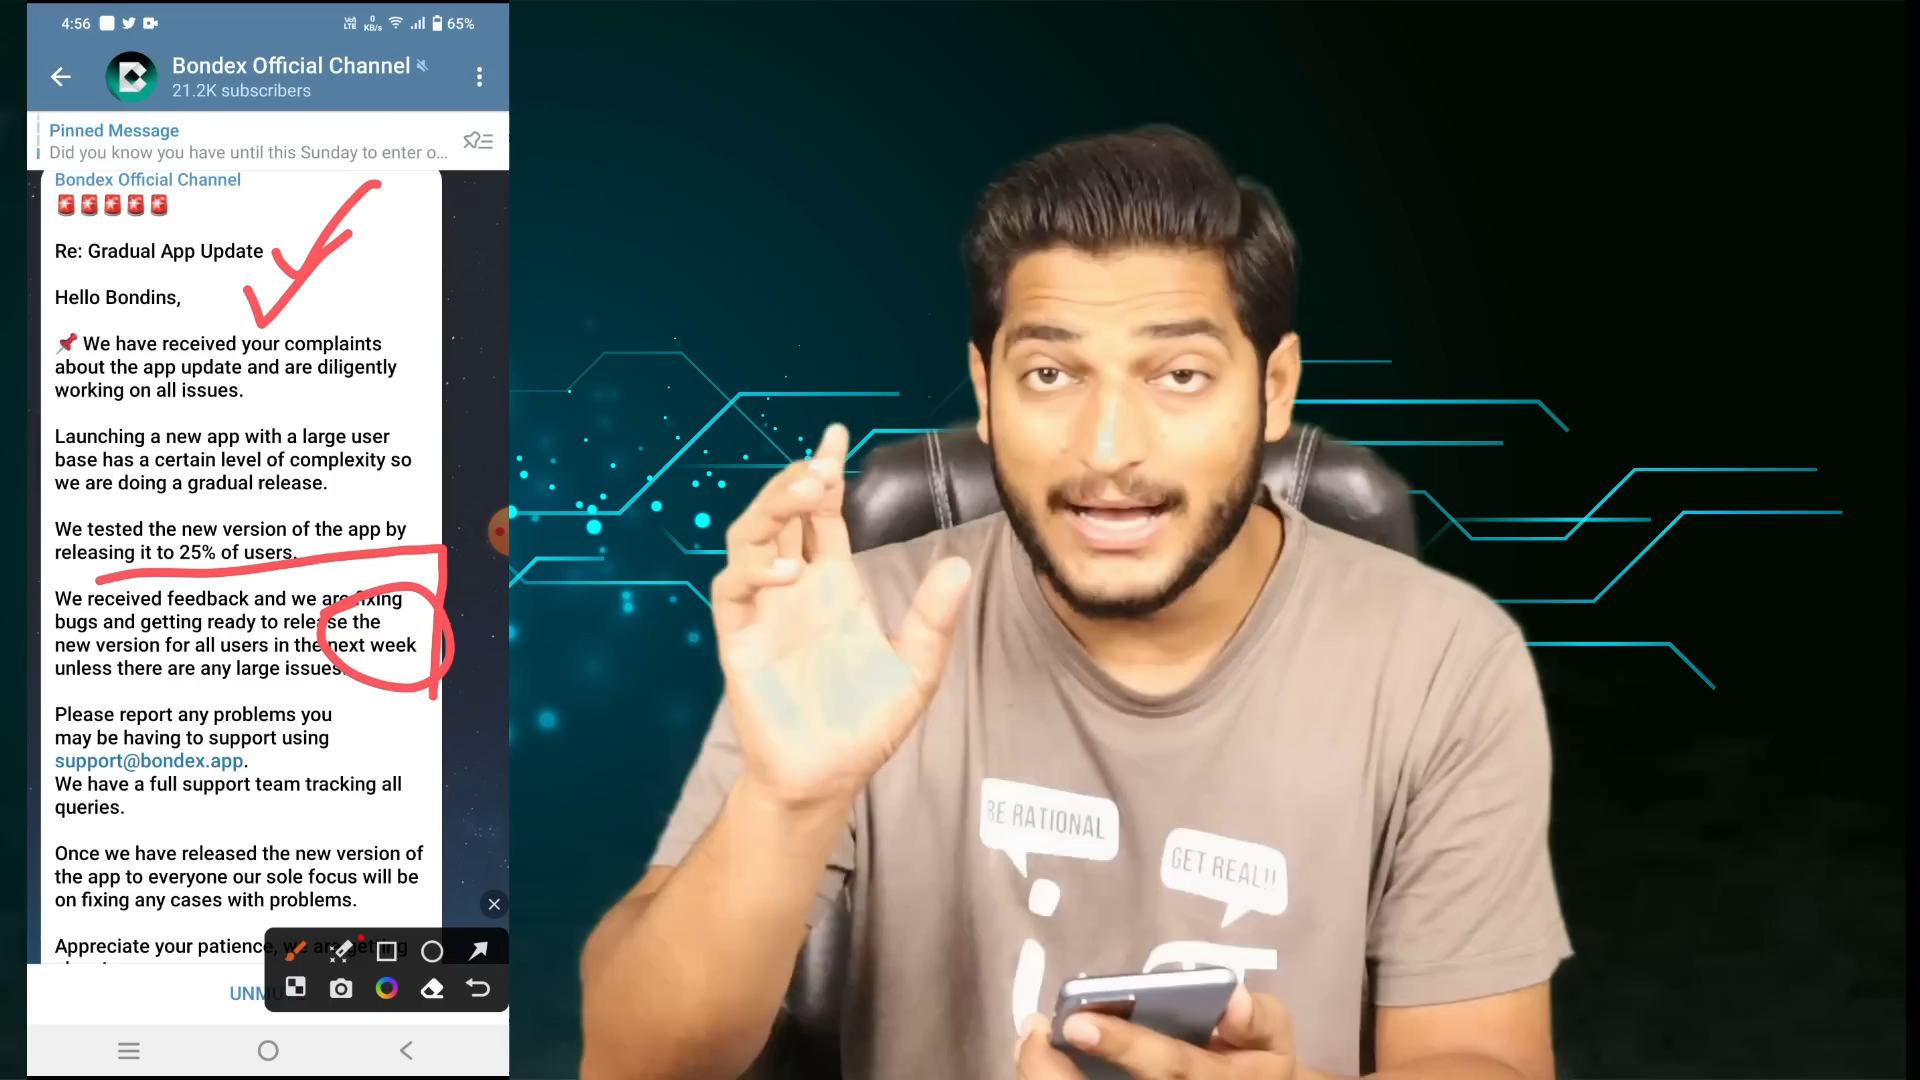 4:56
Vo) LTE
0 KB/s
65%
Bondex Official Channel
21.2K subscribers
Pinned Message
Did you know you have until this Sunday to enter o...
Bondex Official Channel
Re: Gradual App Update
Hello Bondins,
We have received your complaints
about the app update and are diligently
working on all issues.
Launching a new app with a large user
base has a certain level of complexity so
we are doing a gradual release.
We tested the new version of the app by
releasing it to 25% of users.
We received feedback and we are fixing
bugs and getting ready to release the
new version for all users in the next week
unless there are any large issues.
Please report any problems you
may be having to support using
support@bondex.app.
We have a full support team tracking all
queries.
Once we have released the new version of
the app to everyone our sole focus will be
on fixing any cases with problems.
Appreciate your patience, we are getting
BE RATIONAL
GET REAL!!